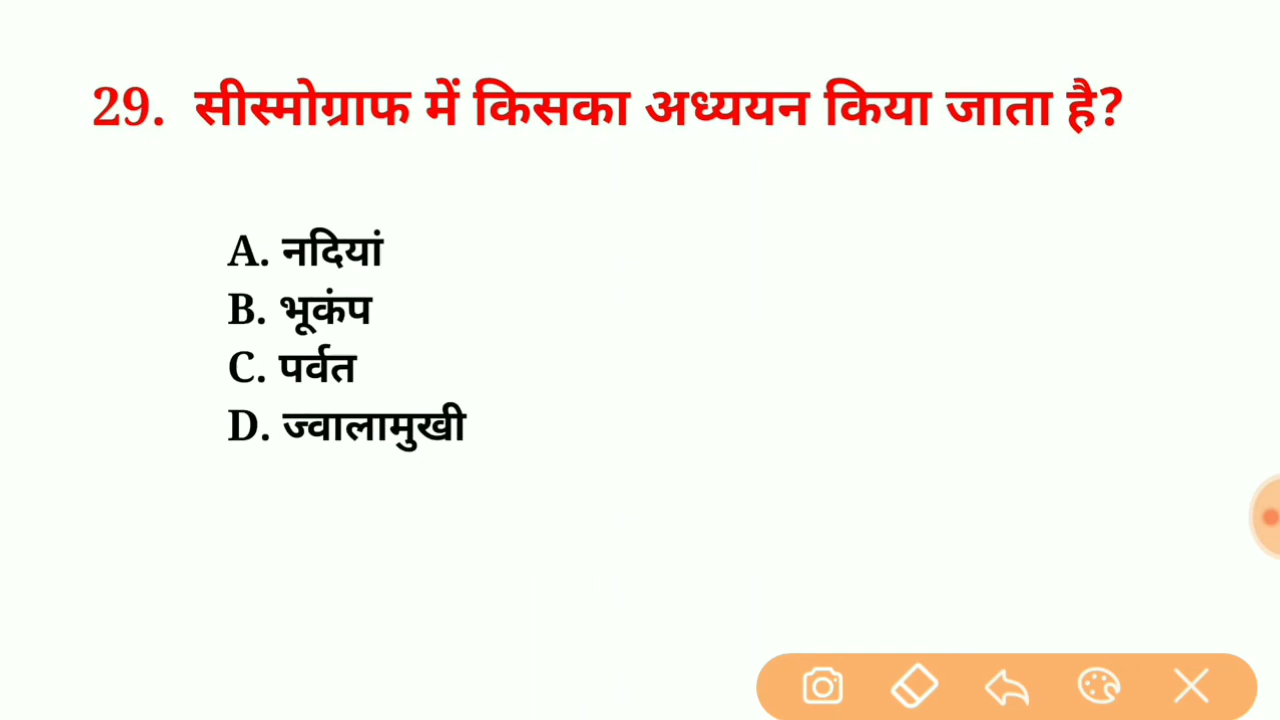 29. सीस्मोग्राफ में किसका अध्ययन किया जाता है?
A. नदियां
B. भूकंप
C. पर्वत
D. ज्वालामुखी